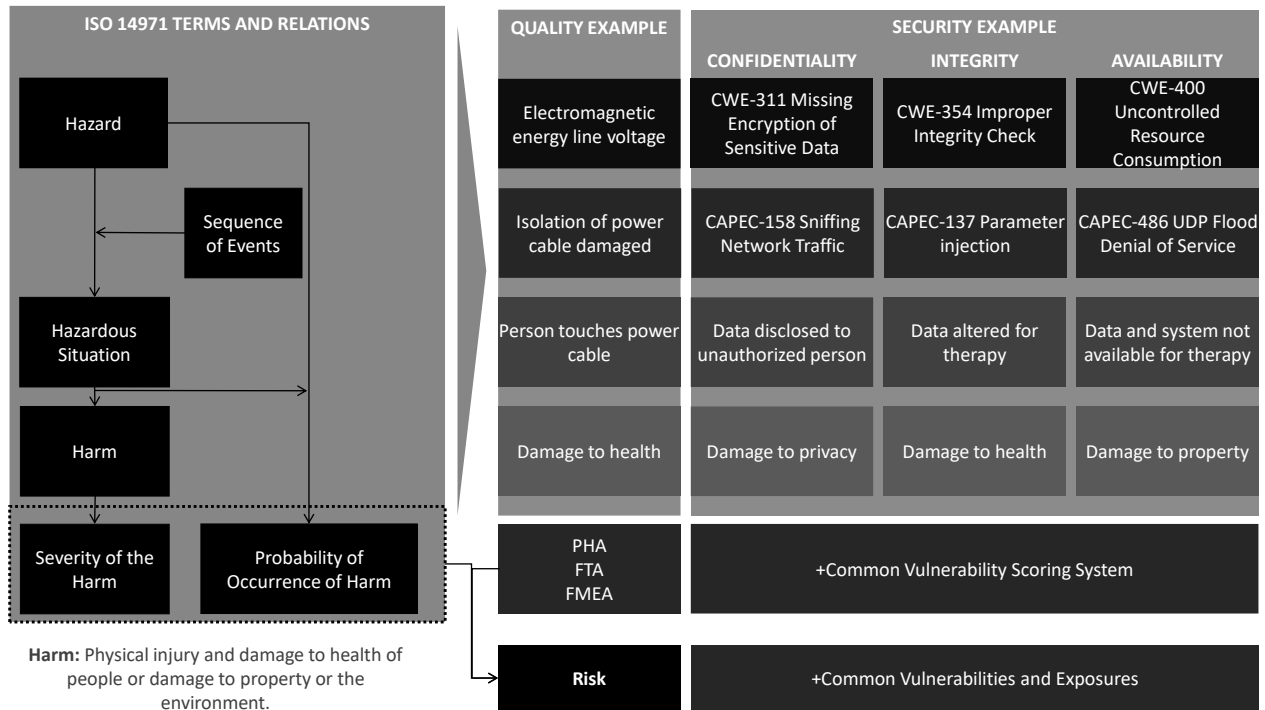 ISO 14971 TERMS AND RELATIONS
Hazard
Sequence
of Events
Hazardous
Situation
Harm
Severity of the
Harm
Probability of
Occurrence of Harm
Harm: Physical injury and damage to health of
people or damage to property or the
environment.
QUALITY EXAMPLE
SECURITY EXAMPLE
CONFIDENTIALITY
INTEGRITY
AVAILABILITY
Electromagnetic
energy line voltage
CWE-311 Missing
Encryption of
Sensitive Data
CWE-354 Improper
Integrity Check
CWE-400
Uncontrolled
Resource
Consumption
Isolation of power
cable damaged
CAPEC-158 Sniffing
Network Traffic
CAPEC-137 Parameter
injection
CAPEC-486 UDP Flood
Denial of Service
Person touches power
cable
Data disclosed to
unauthorized person
Data altered for
therapy
Data and system not
available for therapy
Damage to health
Damage to privacy
Damage to health
Damage to property
PHA
FTA
FMEA
+Common Vulnerability Scoring System
Risk
+Common Vulnerabilities and Exposures